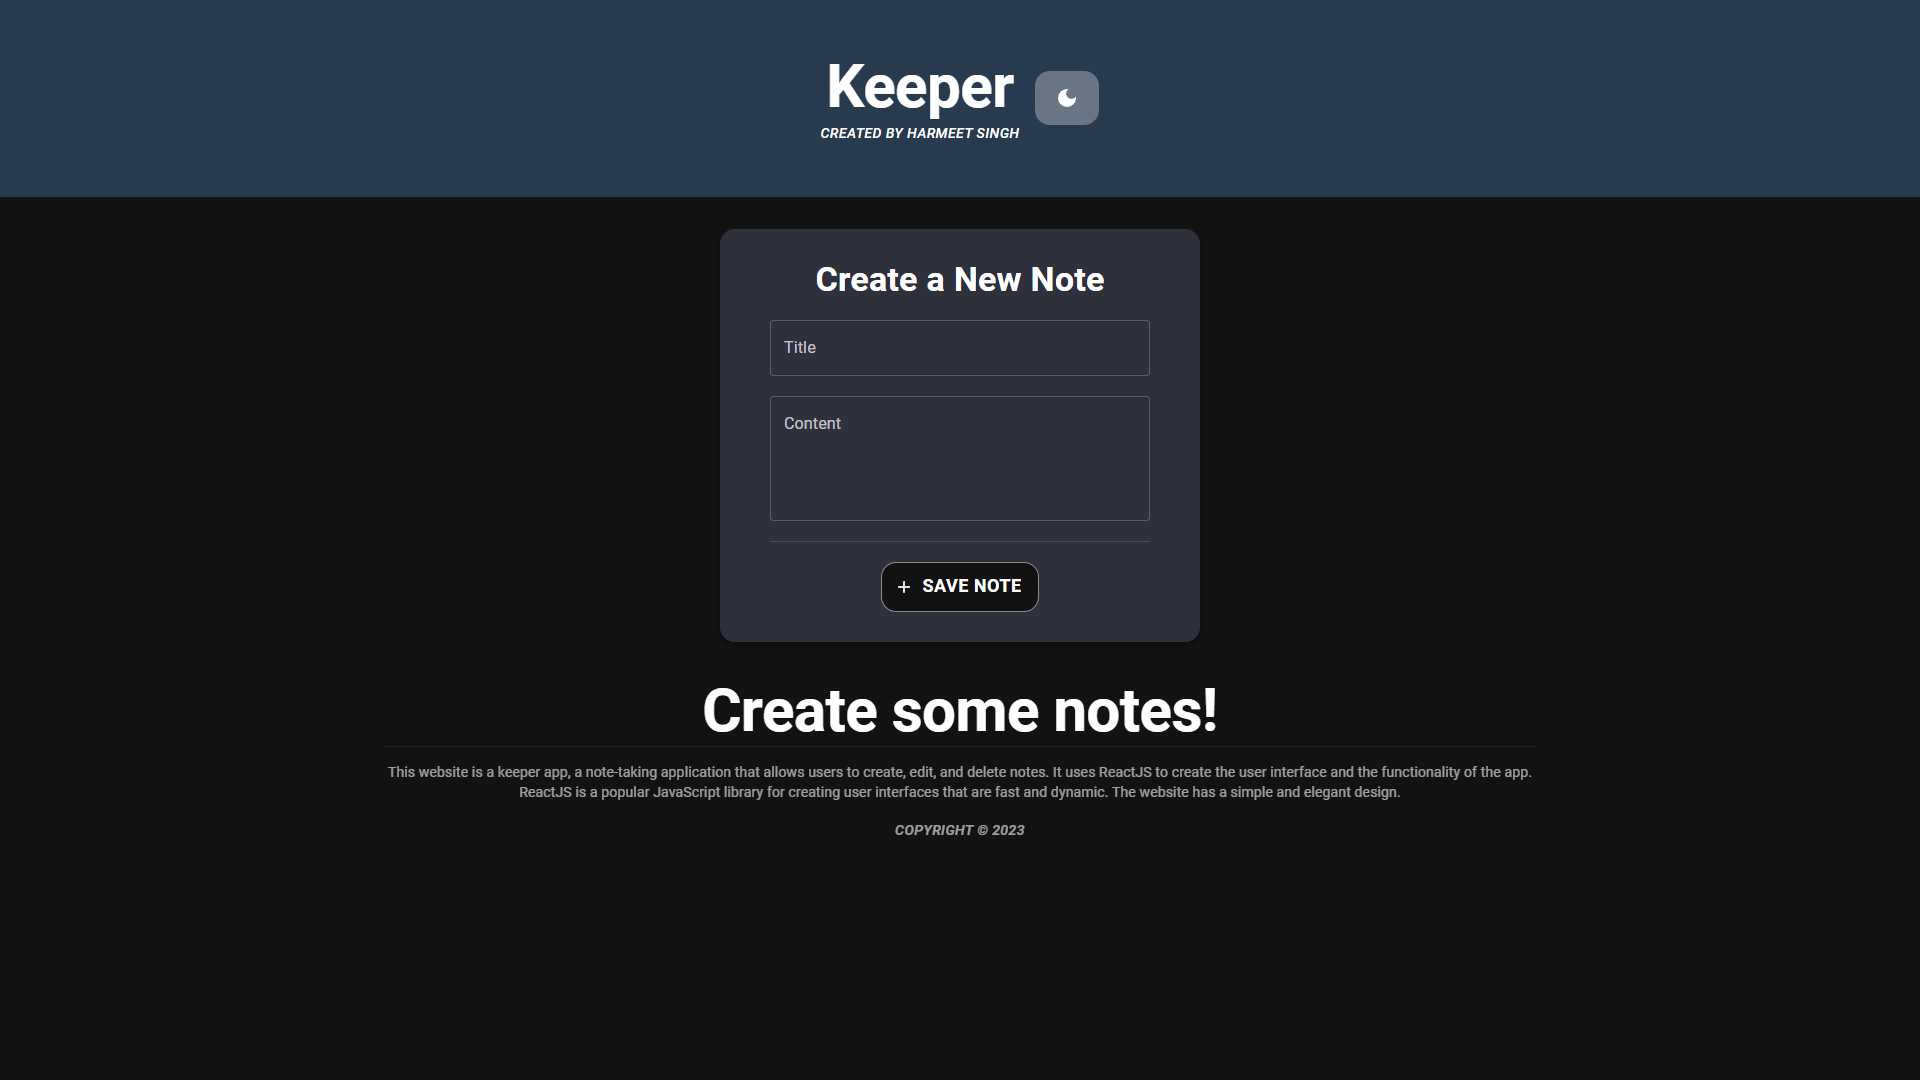 Keeper
CREATED BY HARMEET SINGH
Create a New Note
Title
Content
SAVE NOTE
Create some notes!
This website is a keeper app, a note-taking application that allows users to create, edit, and delete notes. It uses ReactJS to create the user interface and the functionality of the app.
ReactJS is a popular JavaScript library for creating user interfaces that are fast and dynamic. The website has a simple and elegant design.
COPYRIGHT © 2023